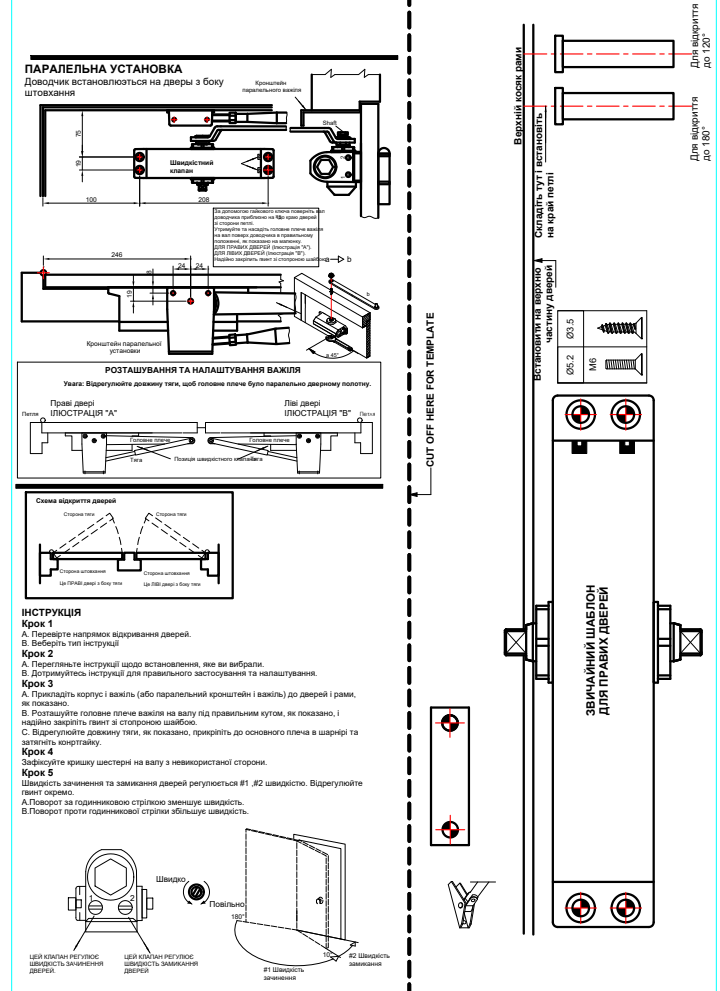 ПАРАЛЕЛЬНА УСТАНОВКА
Доводчик встановлюється на дверы з боку
штовхання
Кронштейн
паралельного важіля
Shaft
75
19
Швидкістний
клапан
100
208
За допомогою гайкового ключа поверніть вал
доводчика приблизно на 45
до краю дверей
зі сторони петлі.
Утримуйте та насадіть головне плече важіля
на вал поверх доводчика в правильному
положенні, як показано на малюнку.
ДЛЯ ПРАВИХ ДВЕРЕЙ (Ілюстрація "А").
ДЛЯ ЛІВИХ ДВЕРЕЙ (Ілюстрація "В").
Надійно закріпіть гвинт зі стопорною шайбою.
a
b
246
24
24
19
b
a 45°
Кронштейн паралельної
установки
РОЗТАШУВАННЯ ТА НАЛАШТУВАННЯ ВАЖІЛЯ
Увага: Відрегулюйте довжину тяги, щоб головне плече було паралельно дверному полотну.
Праві двері
ІЛЮСТРАЦІЯ "А"
Ліві двері
ІЛЮСТРАЦІЯ "В"
Петля
Петля
Головне плече
Головне плече
Тяга
Позиція швидкістного клапана
Тяга
Схема відкриття дверей
Сторона тяги
Сторона тяги
Сторона штовхання
Сторона штовхання
Це ПРАВІ двері з боку тяги
Це ЛІВІ двері з боку тяги
ІНСТРУКЦІЯ
Крок 1
А. Перевірте напрямок відкривання дверей.
В. Веберіть тип інструкції
Крок 2
А. Перегляньте інструкції щодо встановлення, яке ви вибрали.
В. Дотримуйтесь інструкції для правильного застосування та налаштування.
Крок 3
А. Прикладіть корпус і важіль (або паралельний кронштейн і важіль) до дверей і рами,
як показано.
В. Розташуйте головне плече важіля на валу під правильним кутом, як показано, і
надійно закріпіть гвинт зі стопроною шайбою.
С. Відрегулюйте довжину тяги, як показано, прикріпіть до основного плеча в шарнірі та
затягніть контргайку.
Крок 4
Зафіксуйте кришку шестерні на валу з невикористаної сторони.
Крок 5
Швидкість зачинення та замикання дверей регулюється #1 ,#2 швидкістю. Відрегулюйте
гвинт окремо.
А.Поворот за годинниковою стрілкою зменшує швидкість.
В.Поворот проти годинникової стрілки збільшує швидкість.
1
2
Швидко
Повільно
180°
10°
#1 Швидкість
зачинення
#2 Швидкість
замикання
ЦЕЙ КЛАПАН РЕГУЛЮЄ
ШВИДКІСТЬ ЗАЧИНЕННЯ
ДВЕРЕЙ.
ЦЕЙ КЛАПАН РЕГУЛЮЄ
ШВИДКІСТЬ ЗАМИКАННЯ
ДВЕРЕЙ
CUT OFF HERE FOR TEMPLATE
Верхній косяк рами
Складіть тут і встановіть
на край петлі
Встановити на верхню
частину дверей
Для відкриття
до 120°
Для відкриття
до 180°
Ø3.5
Ø5.2
M6
ЗВИЧАЙНИЙ ШАБЛОН
ДЛЯ ПРАВИХ ДВЕРЕЙ